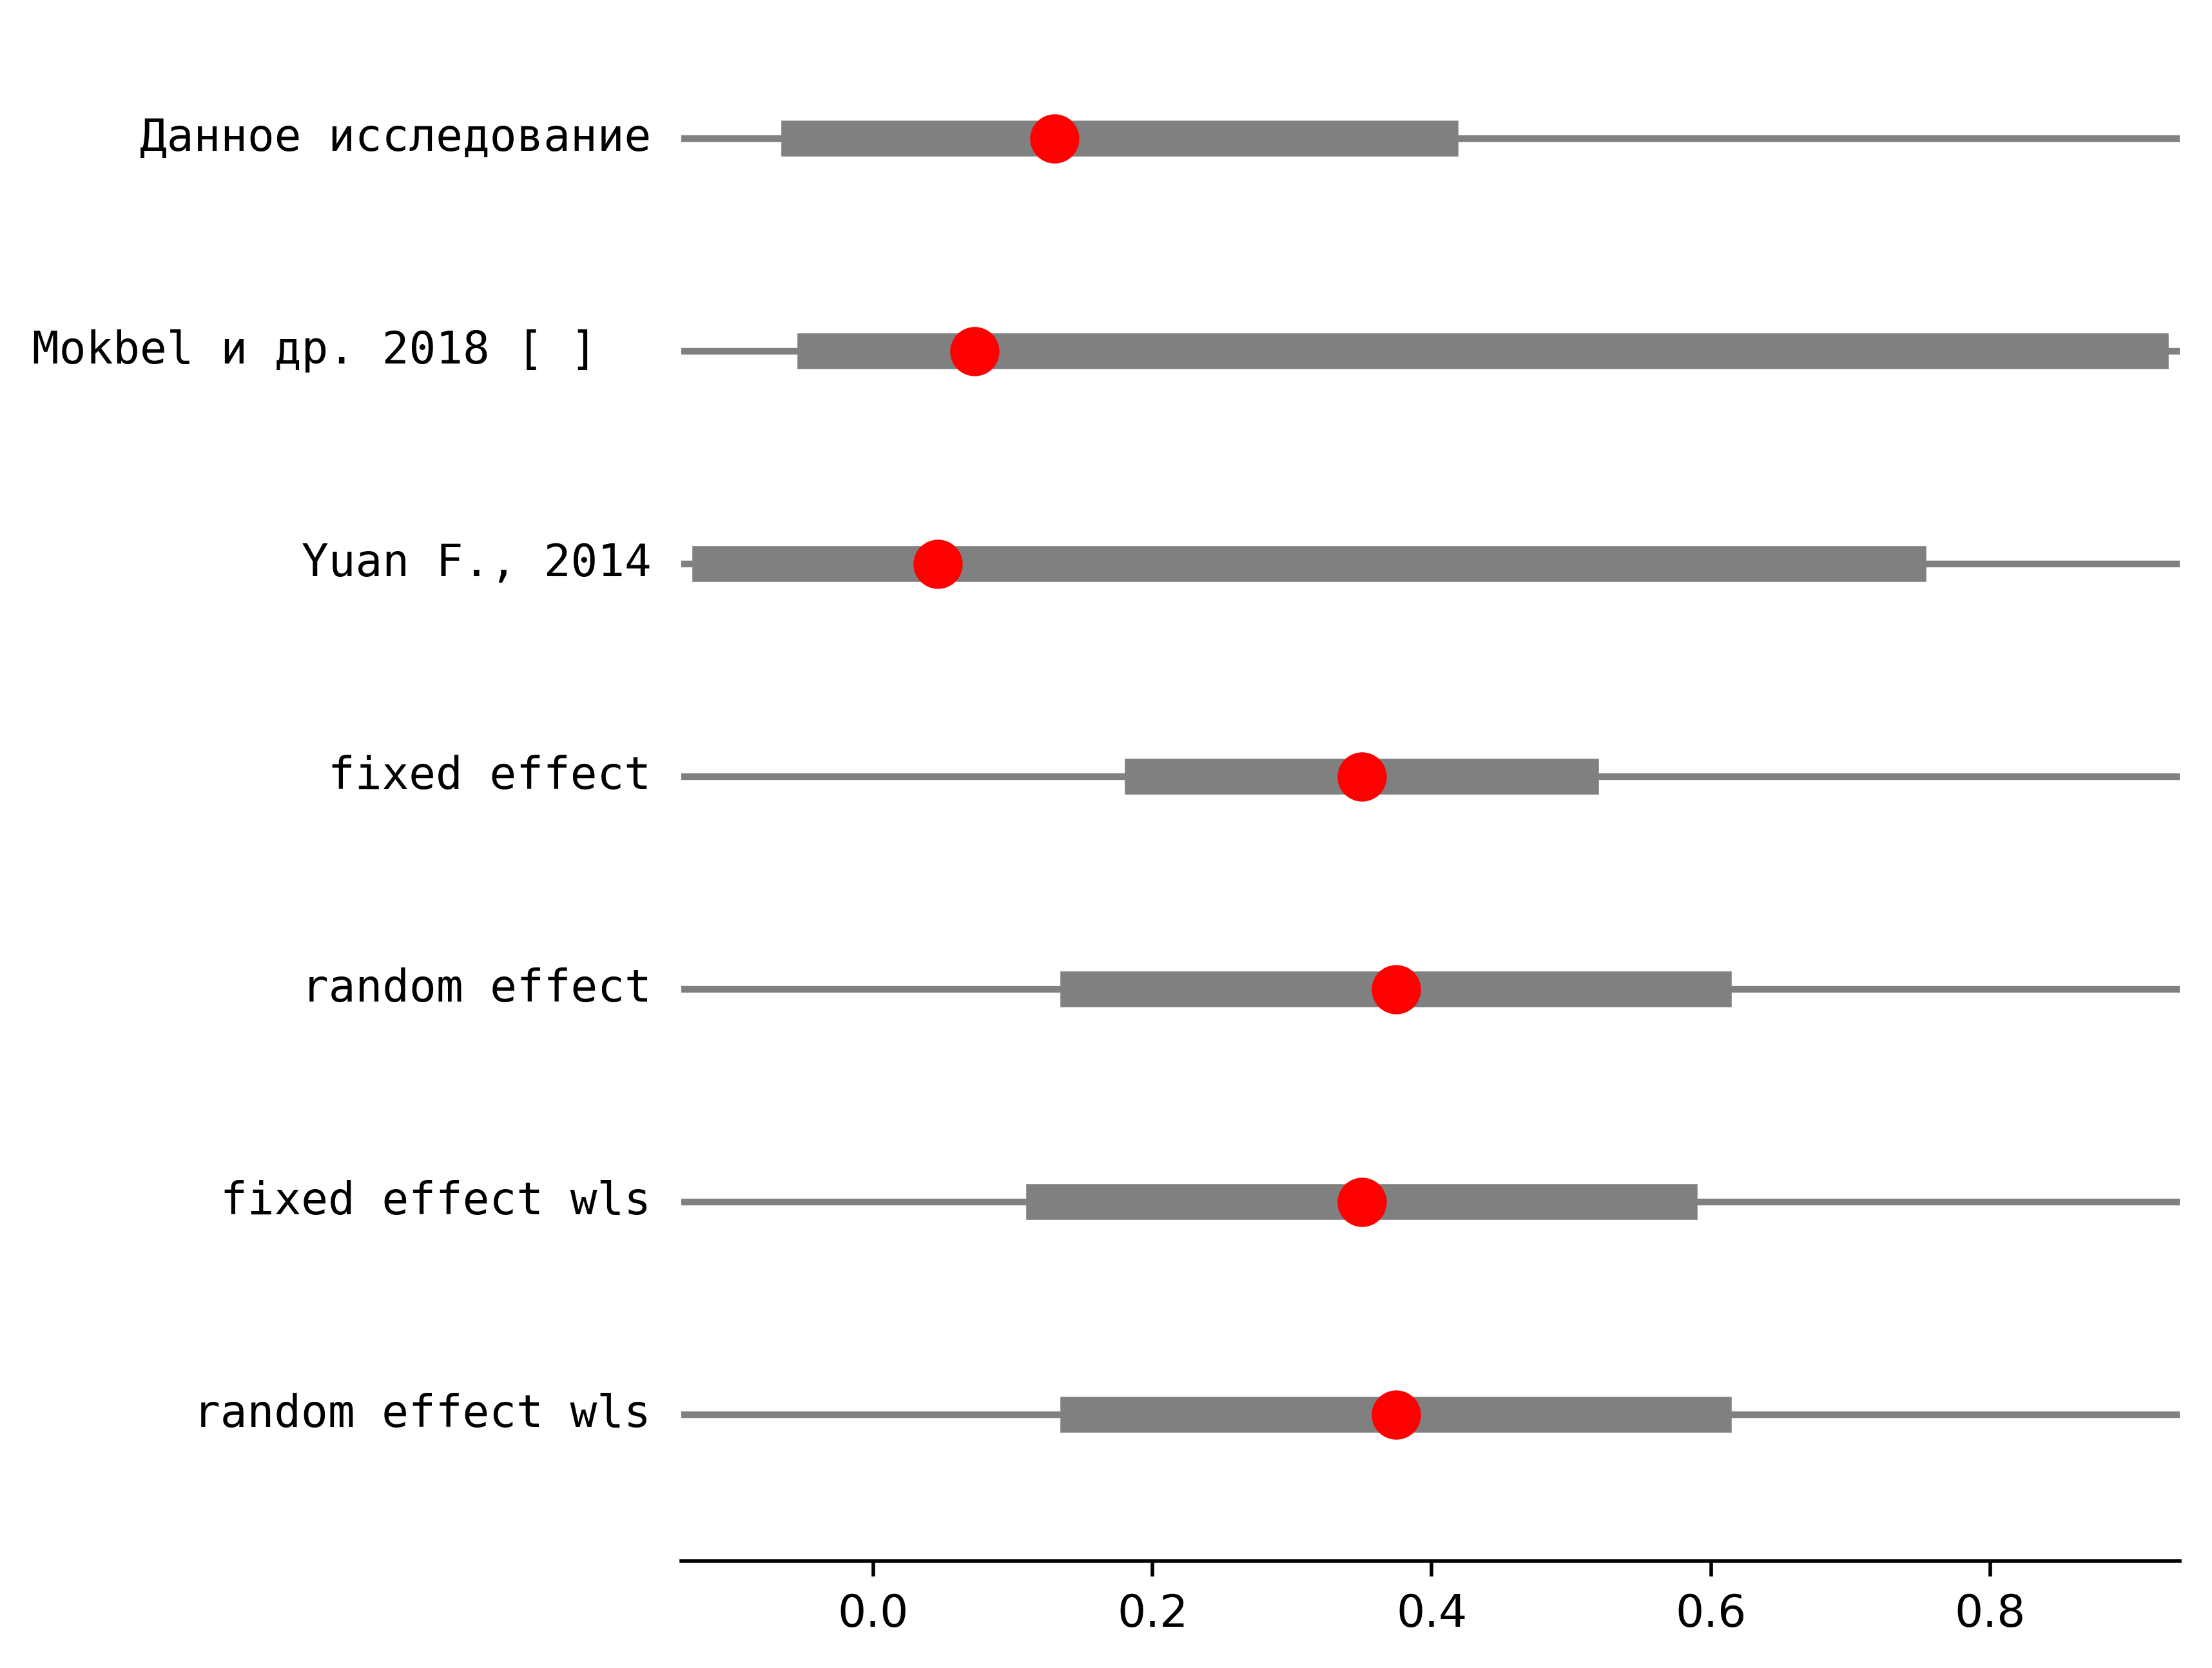 Данное исследование
Mokbel и др. 2018 [ ]
Yuan F., 2014
fixed effect
random effect
fixed effect wls
random effect wls
0.0 0.2 0.4 0.6 0.8